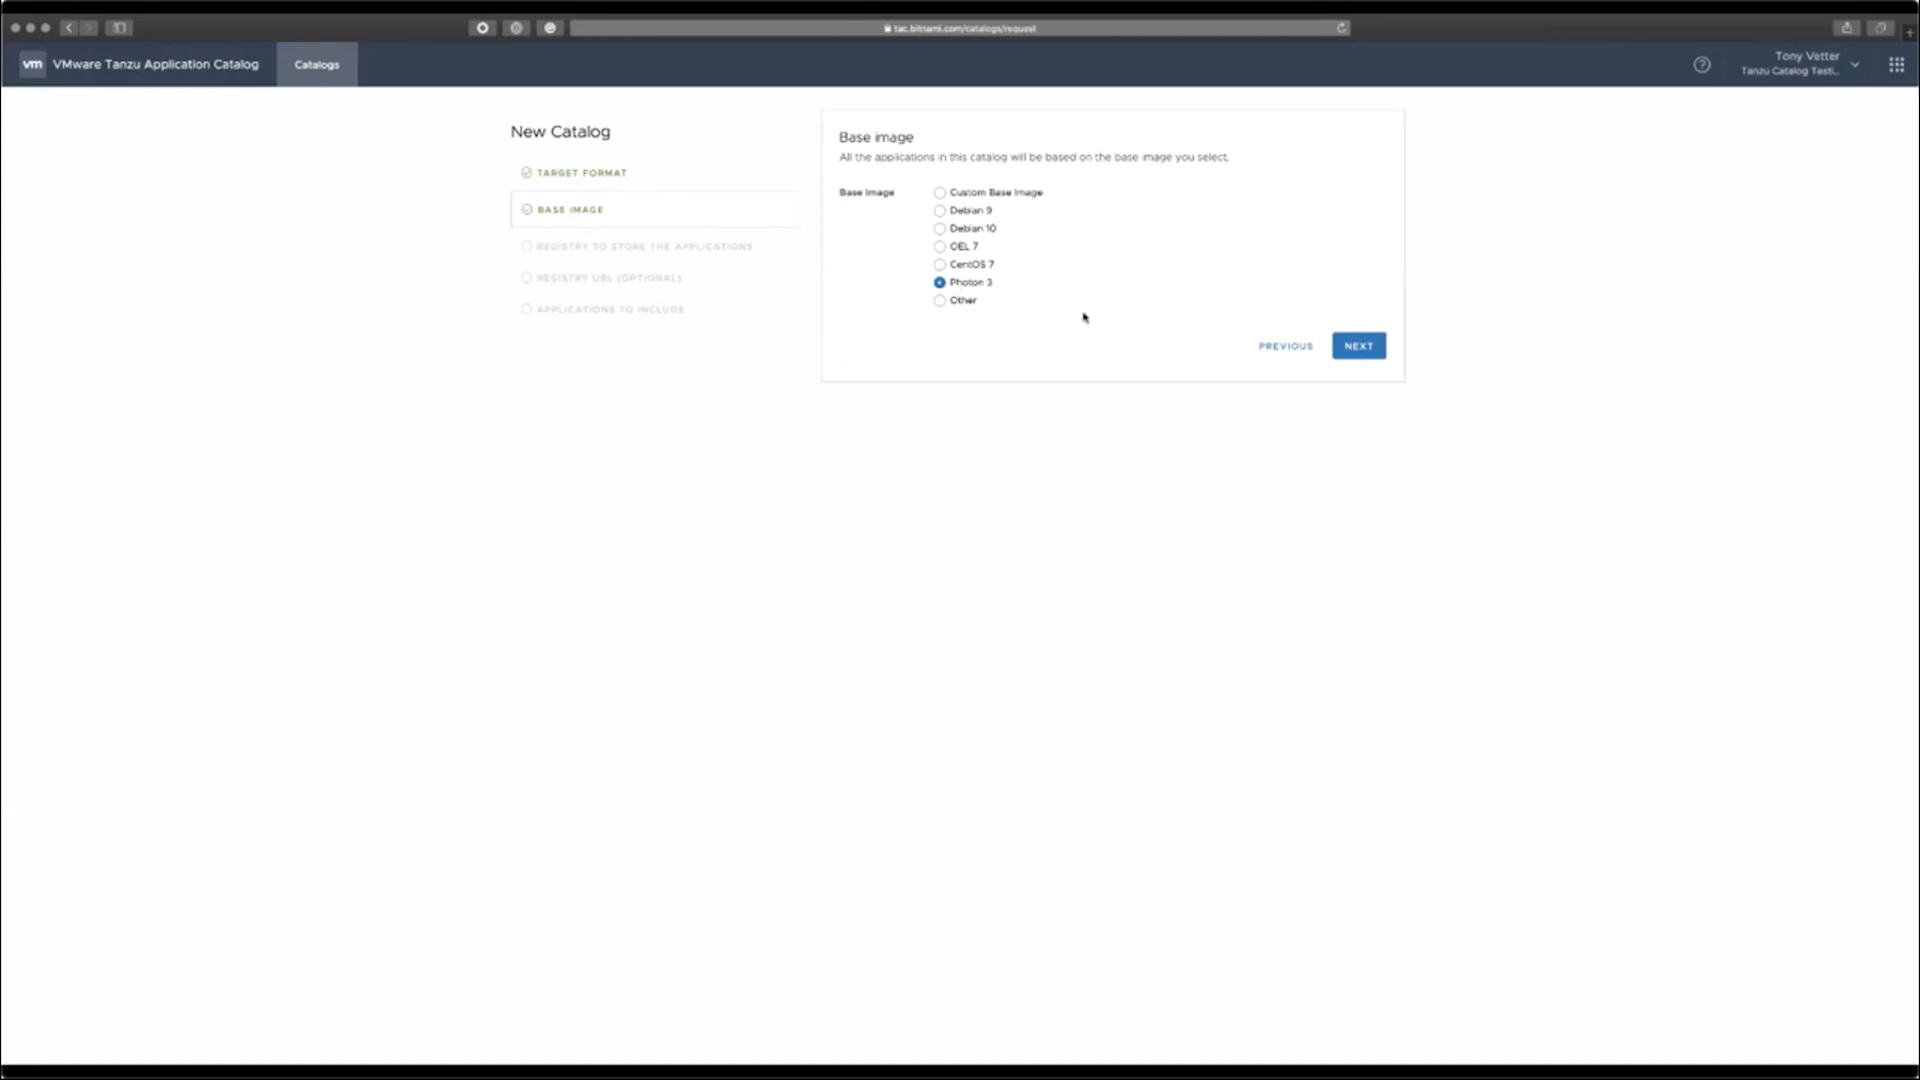 tac.bitnami.com/catalogs/request
vm VMware Tanzu Application Catalog Catalogs
Tony Vetter
Tanzu Catalog Testi...
New Catalog
TARGET FORMAT
BASE IMAGE
REGISTRY TO STORE THE APPLICATIONS
REGISTRY URL (OPTIONAL)
APPLICATIONS TO INCLUDE
Base image
All the applications in this catalog will be based on the base image you select.
Base Image
Custom Base Image
Debian 9
Debian 10
OEL 7
CentOS 7
Photon 3
Other
PREVIOUS NEXT